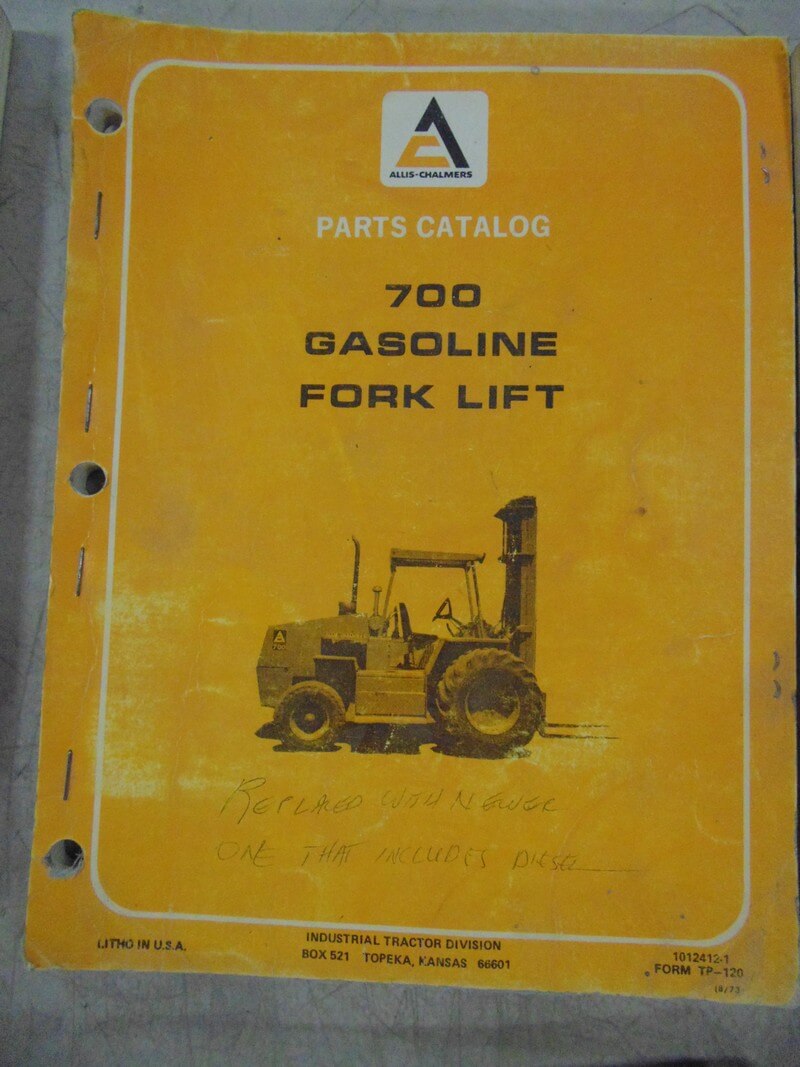 ALLIS-CHALMERS
PARTS CATALOG
700
GASOLINE
FORK LIFT
A
700
REPLACED WITH NEWER
ONE THAT INCLUDES DIESEL
LITHO IN U.S.A.
INDUSTRIAL TRACTOR DIVISION
BOX 521 TOPEKA, KANSAS 66601
1012412-1
FORM TP-120